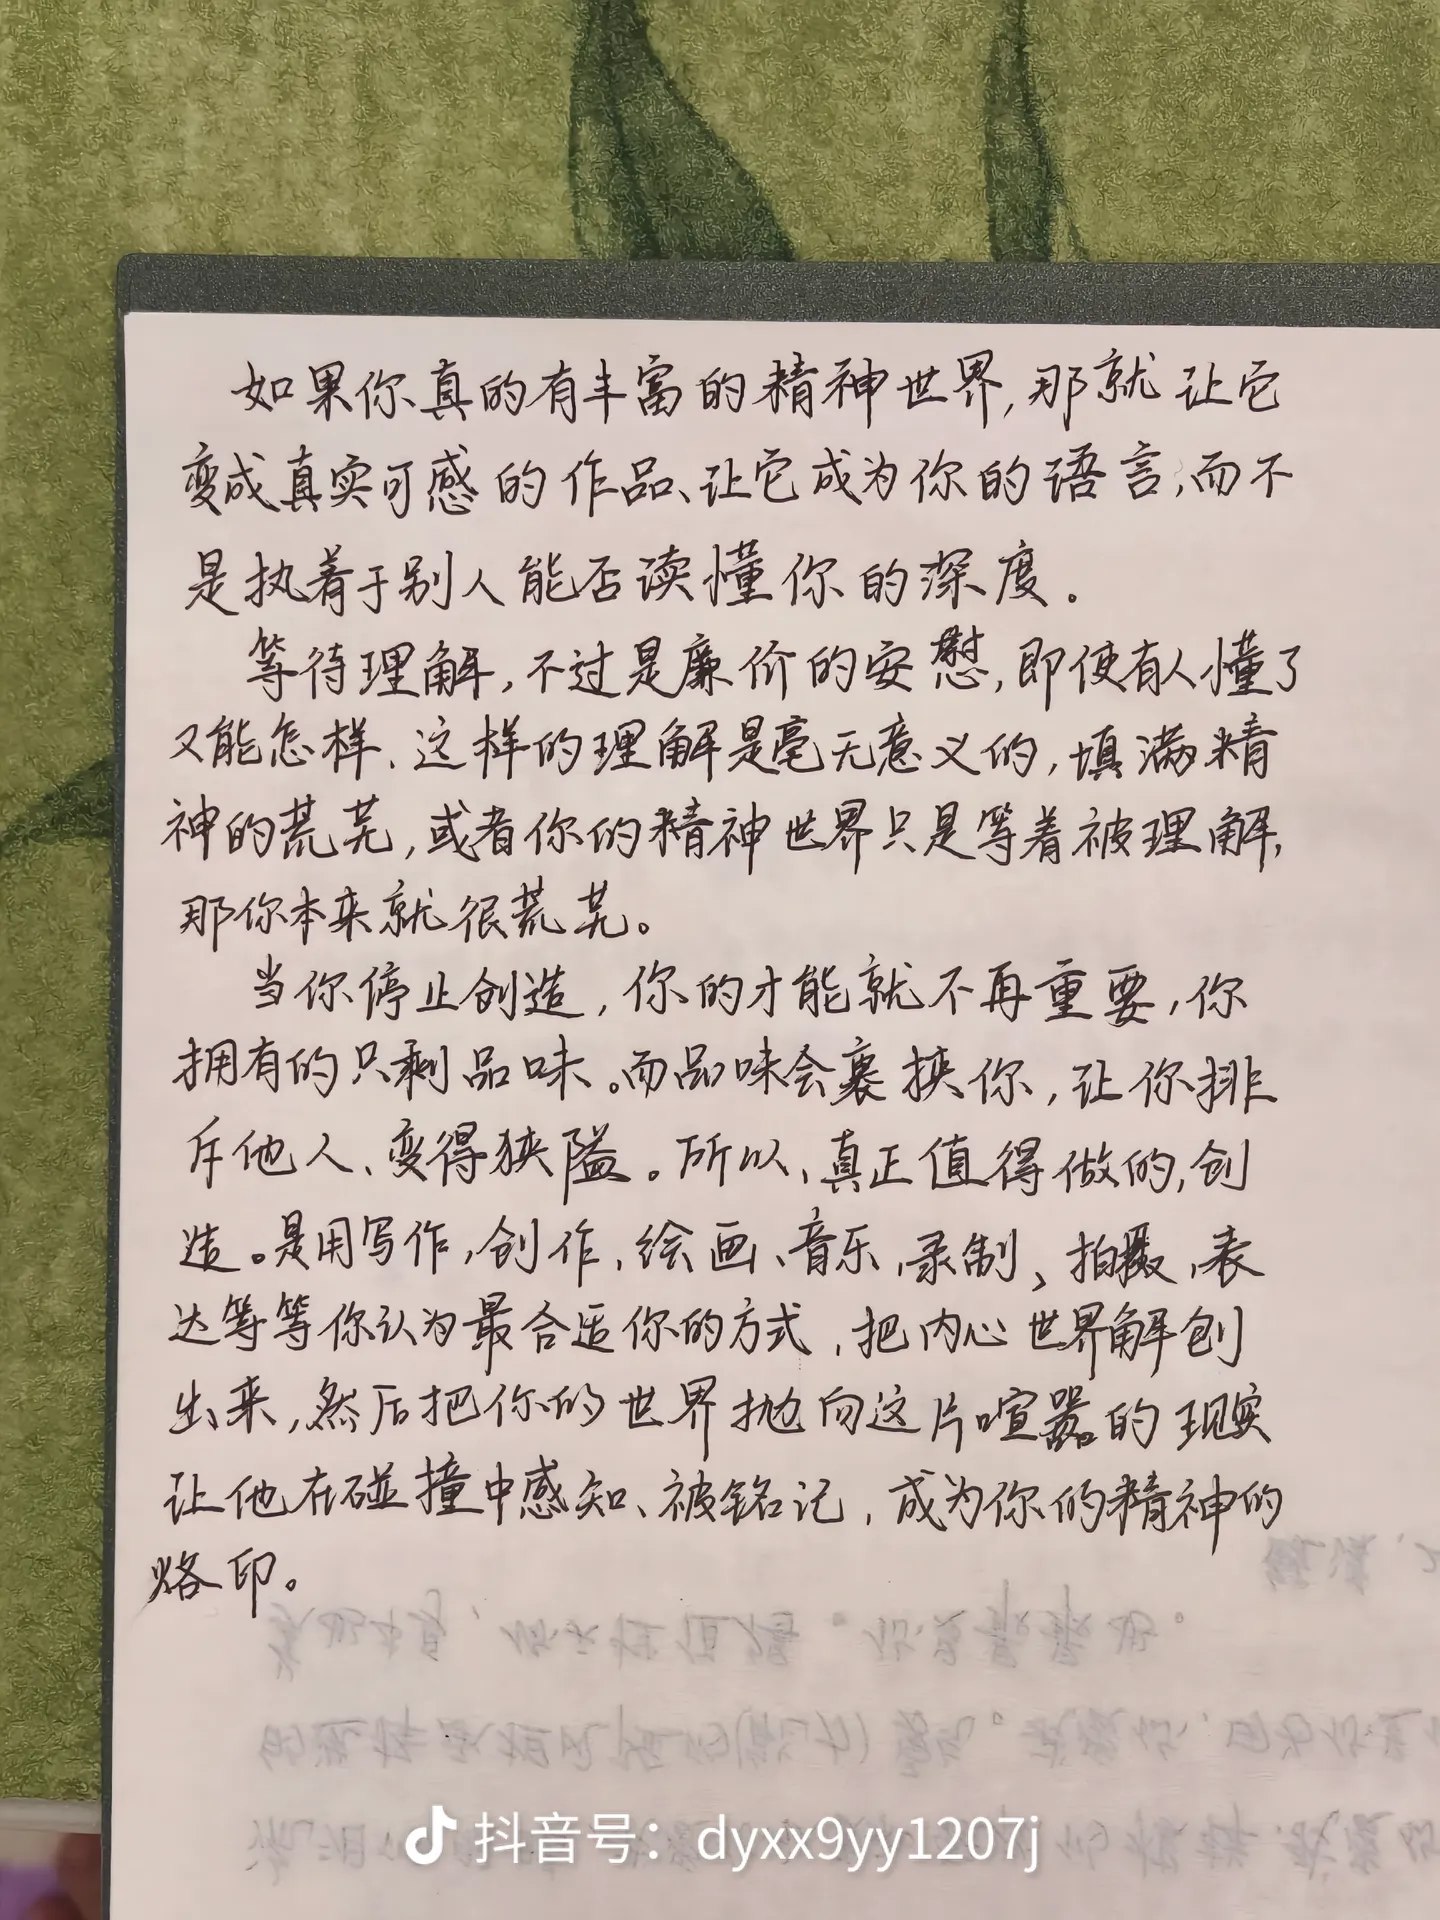 如果你真的有丰富的精神世界,那就让它
变成真实可感的作品、让它成为你的语言,而不
是执着于别人能否读懂你的深度。
等待理解,不过是廉价的安慰,即使有人懂了
又能怎样、这样的理解是毫无意义的,填满精
神的荒芜,或者你的精神世界只是等着被理解,
那你本来就很荒芜。
当你停止创造,你的才能就不再重要,你
拥有的只剩品味。而品味会裹挟你,让你排
斥他人、变得狭隘。所以、真正值得做的,创
造。是用写作,创作,绘画、音乐,录制、拍摄,表
达等等你认为最合适你的方式,把内心世界解刨
出来,然后把你的世界抛向这片喧嚣的现实
让他在碰撞中感知、被铭记,成为你的精神的
烙印。
抖音号:dyxx9yy1207j